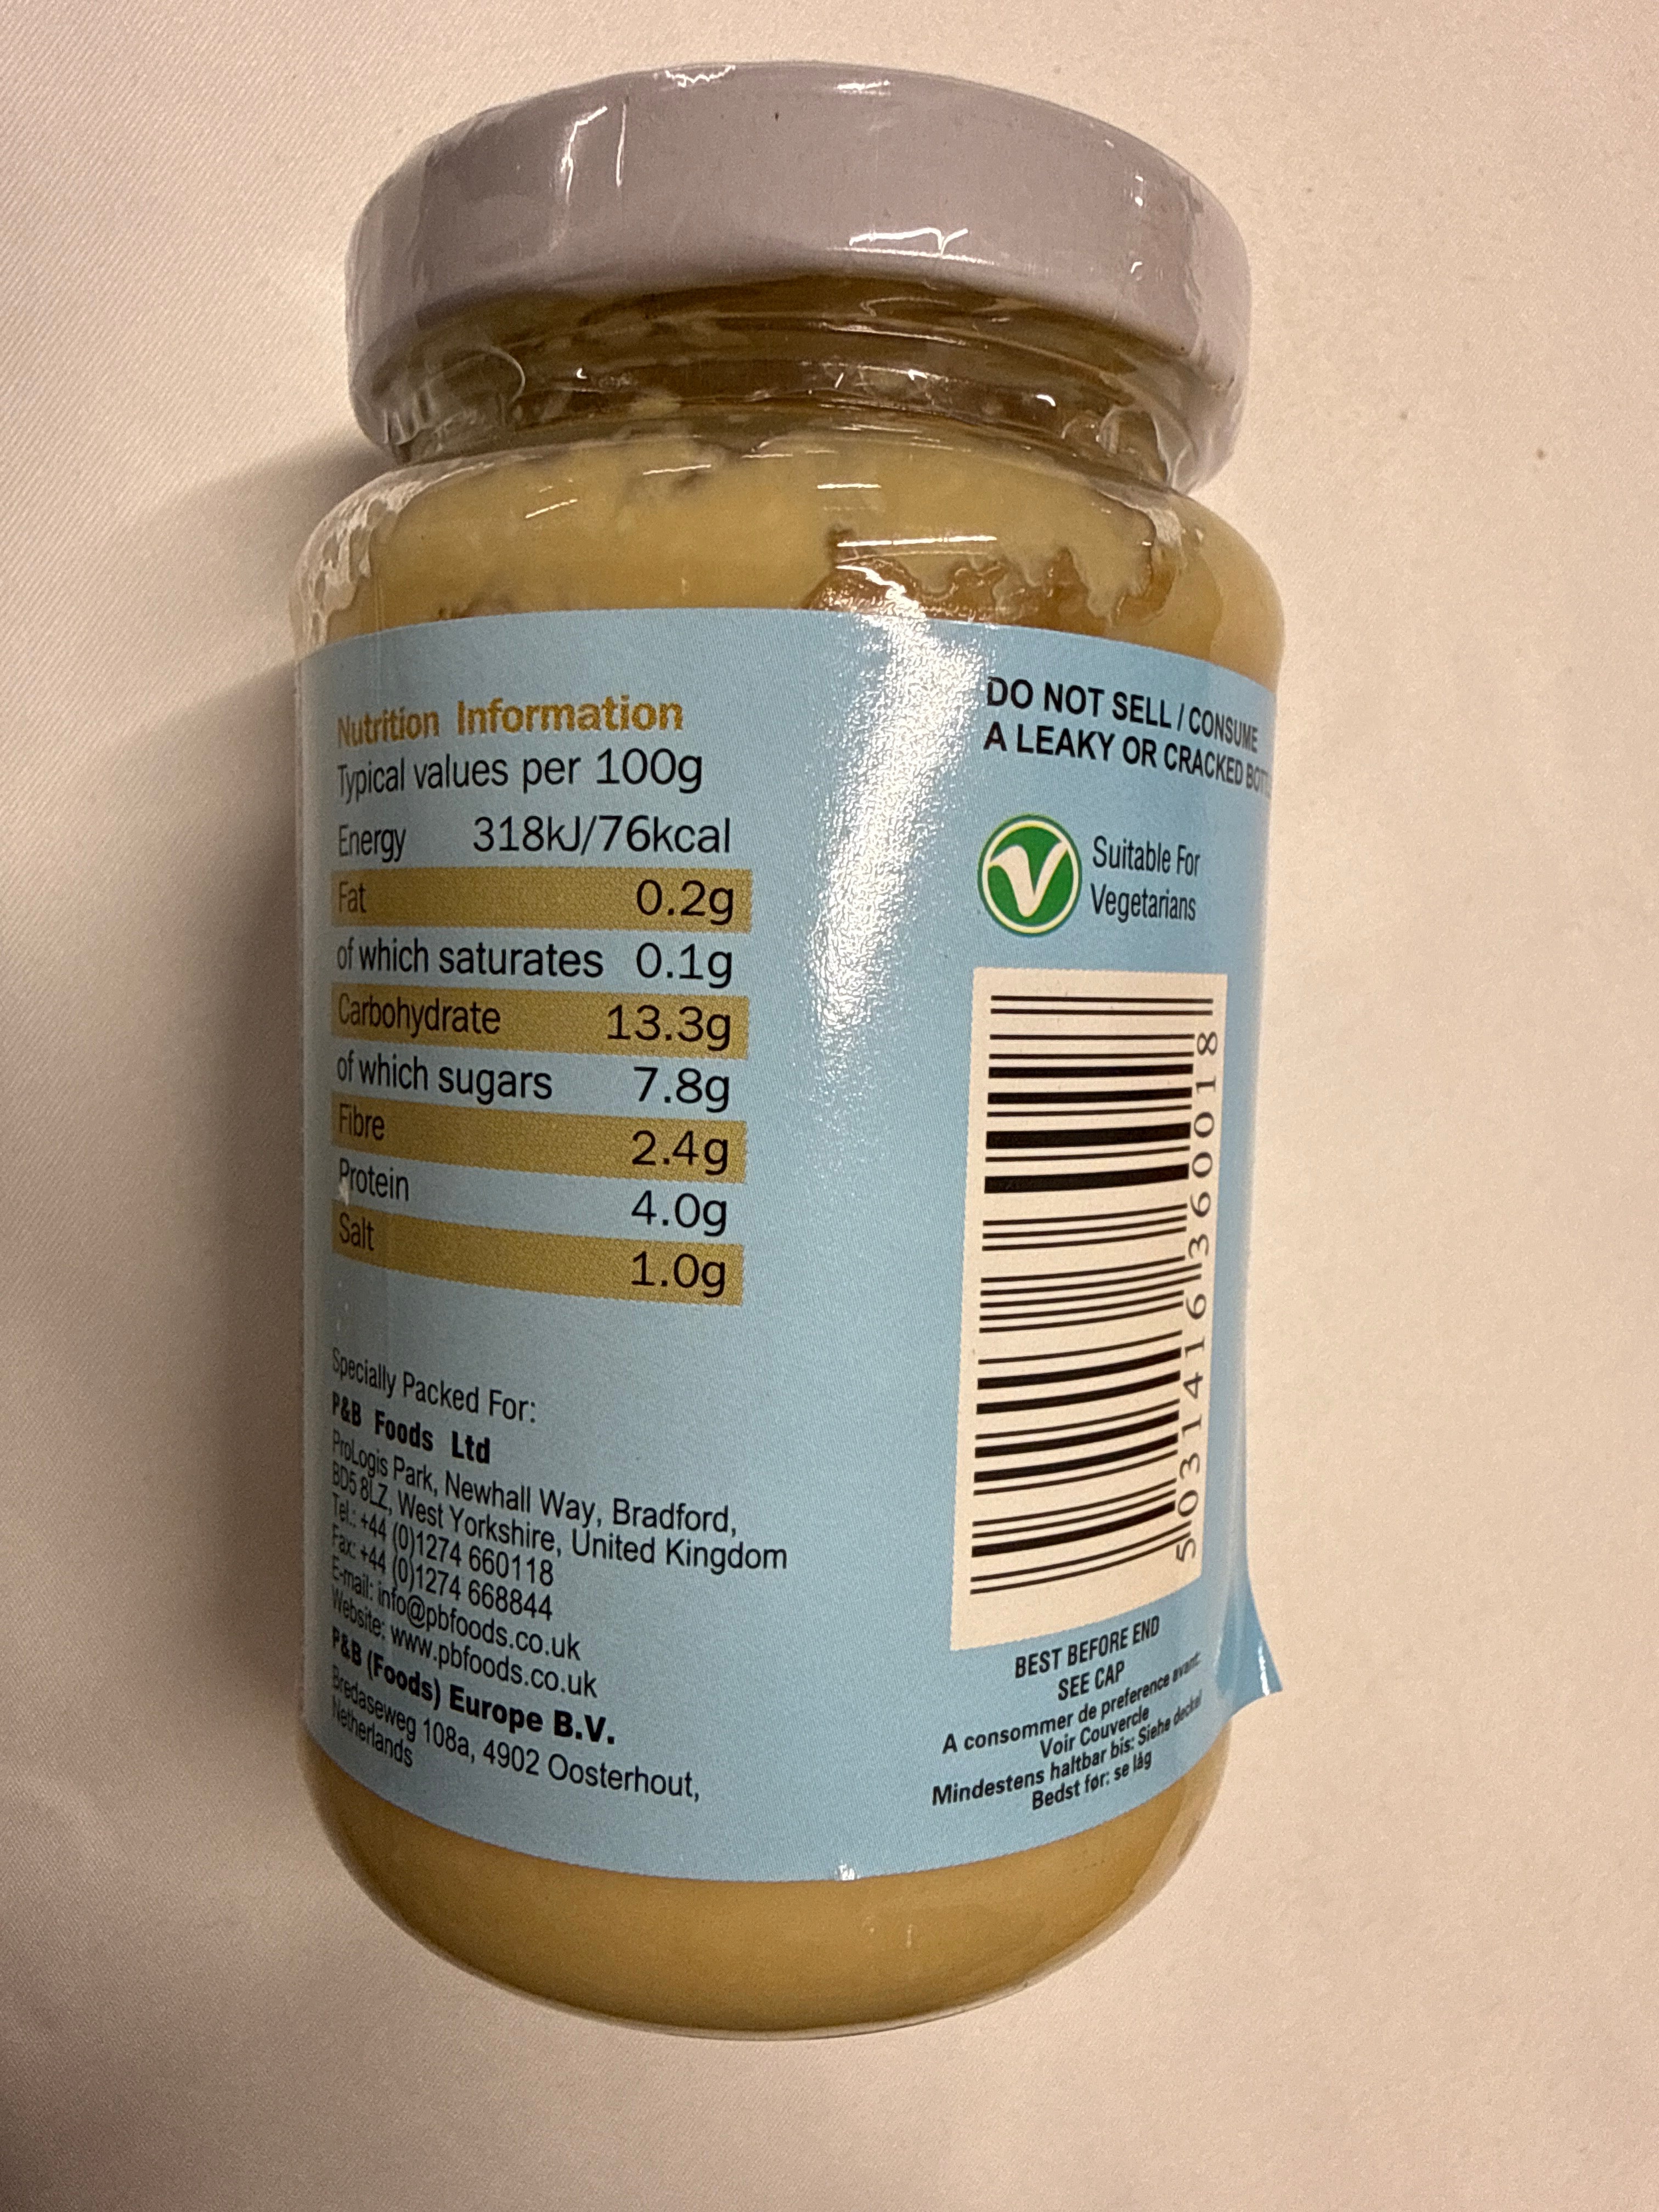 Nutrition Information
Typical values per 100g
Energy 318kJ/76kcal
Fat 0.2g
of which saturates 0.1g
Carbohydrate 13.3g
of which sugars 7.8g
Fibre 2.4g
Protein 4.0g
Salt 1.0g
Specially Packed For:
P&B Foods Ltd
ProLogis Park, Newhall Way, Bradford,
BD5 8LZ, West Yorkshire, United Kingdom
Tel.: +44 (0)1274 660118
Fax: +44 (0)1274 668844
E-mail: info@pbfoods.co.uk
Website: www.pbfoods.co.uk
P&B (Foods) Europe B.V.
Bredaseweg 108a, 4902 Oosterhout,
Netherlands
DO NOT SELL / CONSUME
A LEAKY OR CRACKED
Suitable For
Vegetarians
5 031416 360018
BEST BEFORE END
SEE CAP
A consommer de preference avant:
Voir Couvercle
Mindestens haltbar bis: Siehe deckel
Bedst før: se låg